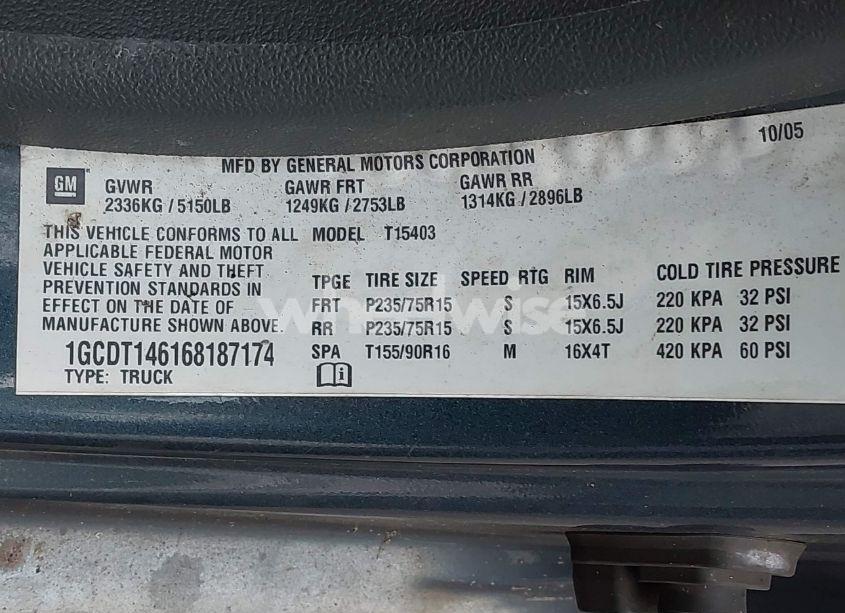 10/05
MFD BY GENERAL MOTORS CORPORATION
GM
GVWR GAWR FRT GAWR RR
2336KG / 5150LB 1249KG / 2753LB 1314KG / 2896LB
THIS VEHICLE CONFORMS TO ALL MODEL T15403
APPLICABLE FEDERAL MOTOR
VEHICLE SAFETY AND THEFT
PREVENTION STANDARDS IN
EFFECT ON THE DATE OF
MANUFACTURE SHOWN ABOVE.
TPGE TIRE SIZE SPEED RTG RIM COLD TIRE PRESSURE
FRT P235/75R15 S 15X6.5J 220 KPA 32 PSI
RR P235/75R15 S 15X6.5J 220 KPA 32 PSI
SPA T155/90R16 M 16X4T 420 KPA 60 PSI
1GCDT146168187174
TYPE: TRUCK
i
wheelwise